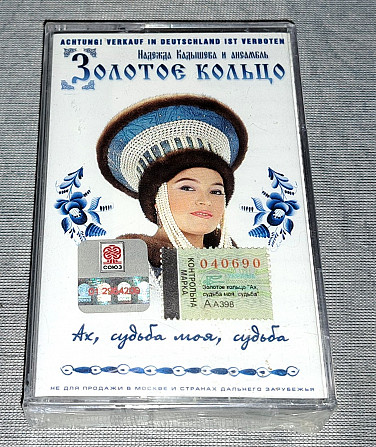 ACHTUNG! VERKAUF IN DEUTSCHLAND IST VERBOTEN
Надежда Кадышева и ансамбль
Золотое кольцо
СОЮЗ
КОНТРОЛЬНА
МАРКА
040690
Золотое кольцо "Ах,
судьба моя, судьба"
А.А398
Ах, судьба моя, судьба
НЕ ДЛЯ ПРОДАЖИ В МОСКВЕ И СТРАНАХ ДАЛЬНЕГО ЗАРУБЕЖЬЯ